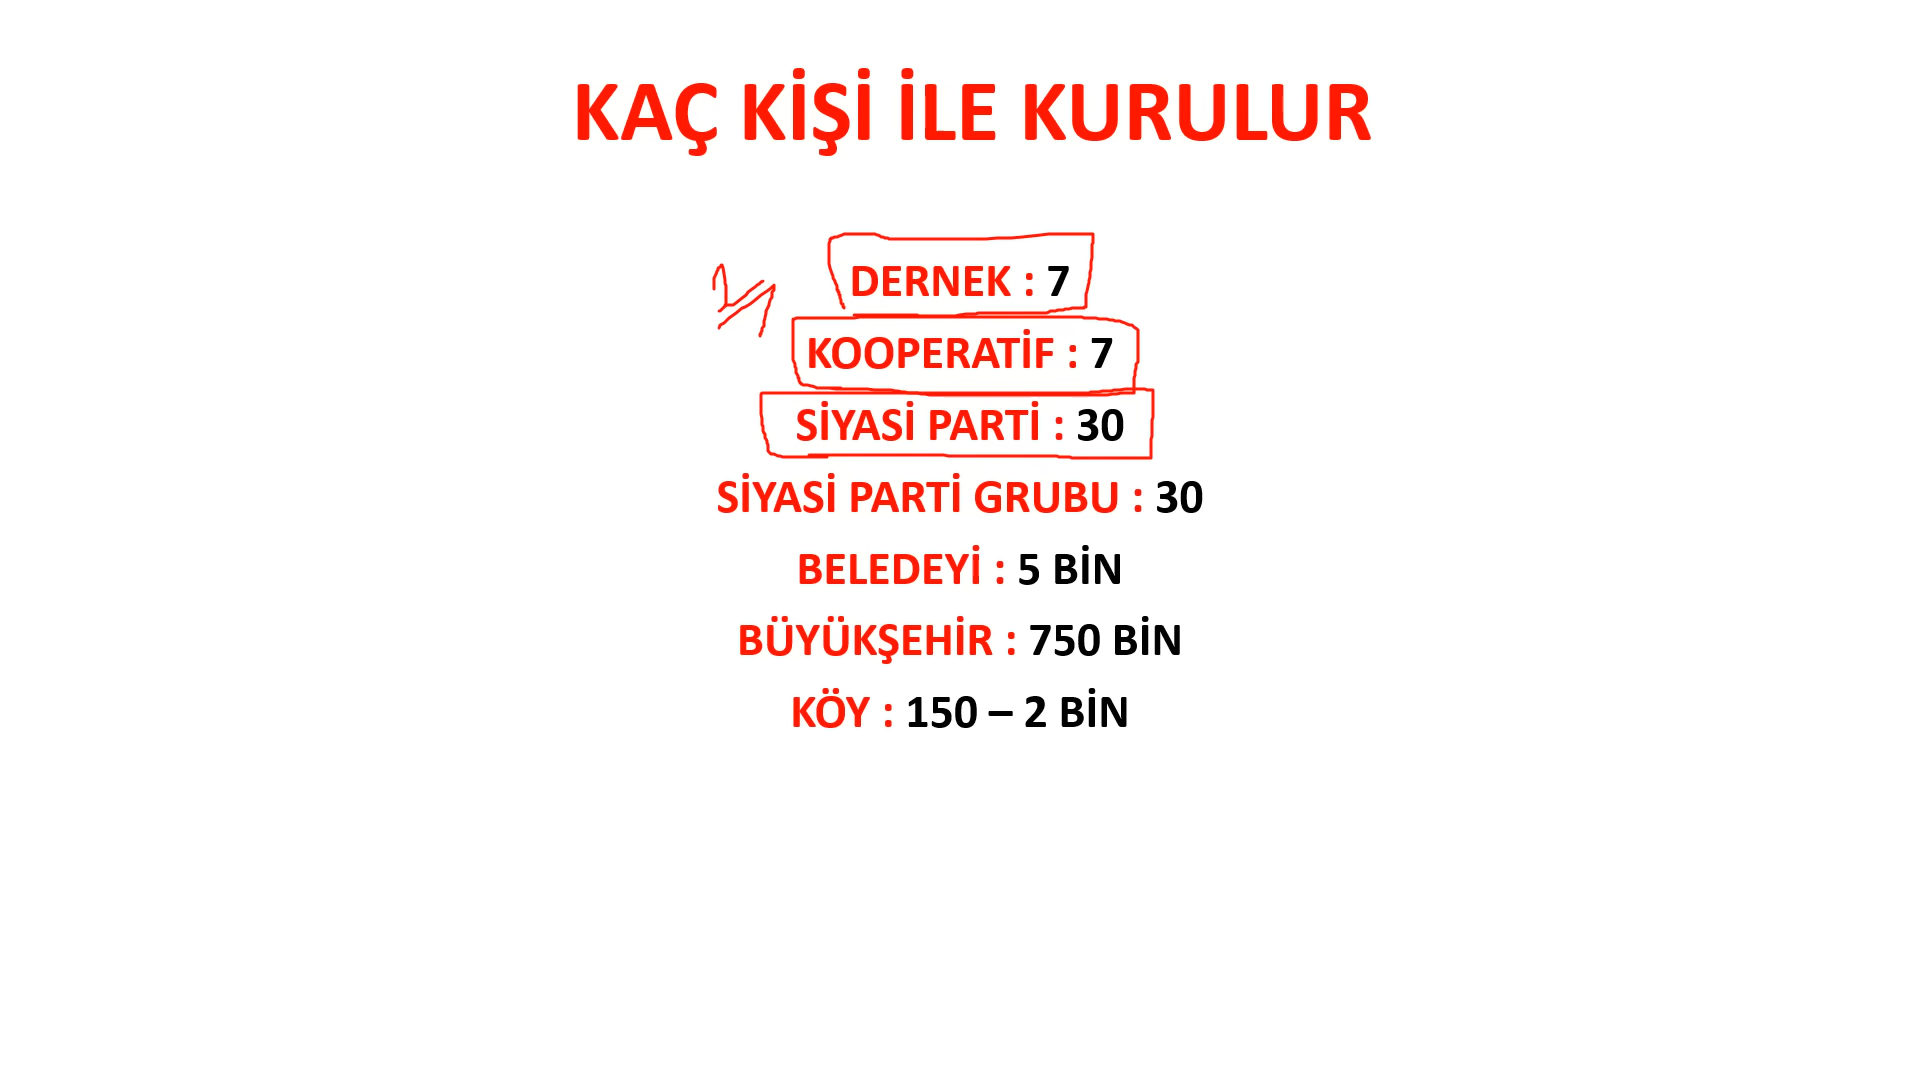 KAÇ KİŞİ İLE KURULUR
DERNEK : 7
KOOPERATİF : 7
SİYASİ PARTİ : 30
SİYASİ PARTİ GRUBU : 30
BELEDEYİ : 5 BİN
BÜYÜKŞEHİR : 750 BİN
KÖY : 150 – 2 BİN